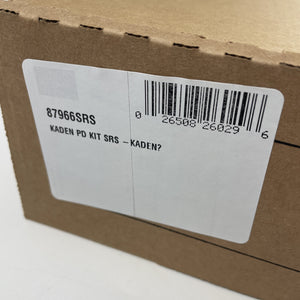 87966SRS
KADEN PD KIT SRS - KADEN?
0 26508 26029 6